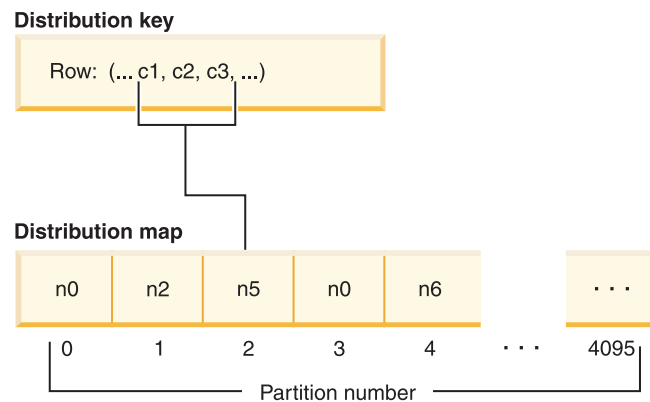 Distribution key
Row: (... c1, c2, c3, ...)
Distribution map
n0 n2 n5 n0 n6 . . .
0 1 2 3 4 . . . 4095
Partition number